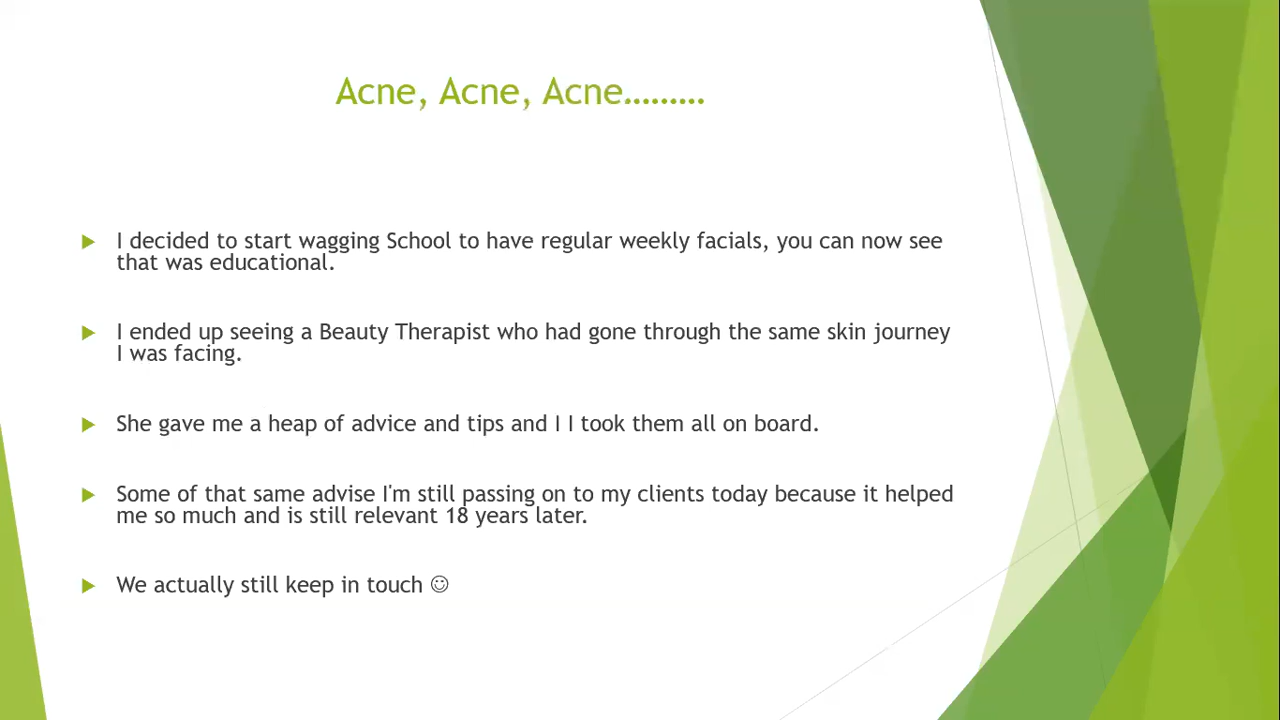 Acne, Acne, Acne………
I decided to start wagging School to have regular weekly facials, you can now see
that was educational.
I ended up seeing a Beauty Therapist who had gone through the same skin journey
I was facing.
She gave me a heap of advice and tips and I I took them all on board.
Some of that same advise I'm still passing on to my clients today because it helped
me so much and is still relevant 18 years later.
We actually still keep in touch ☺